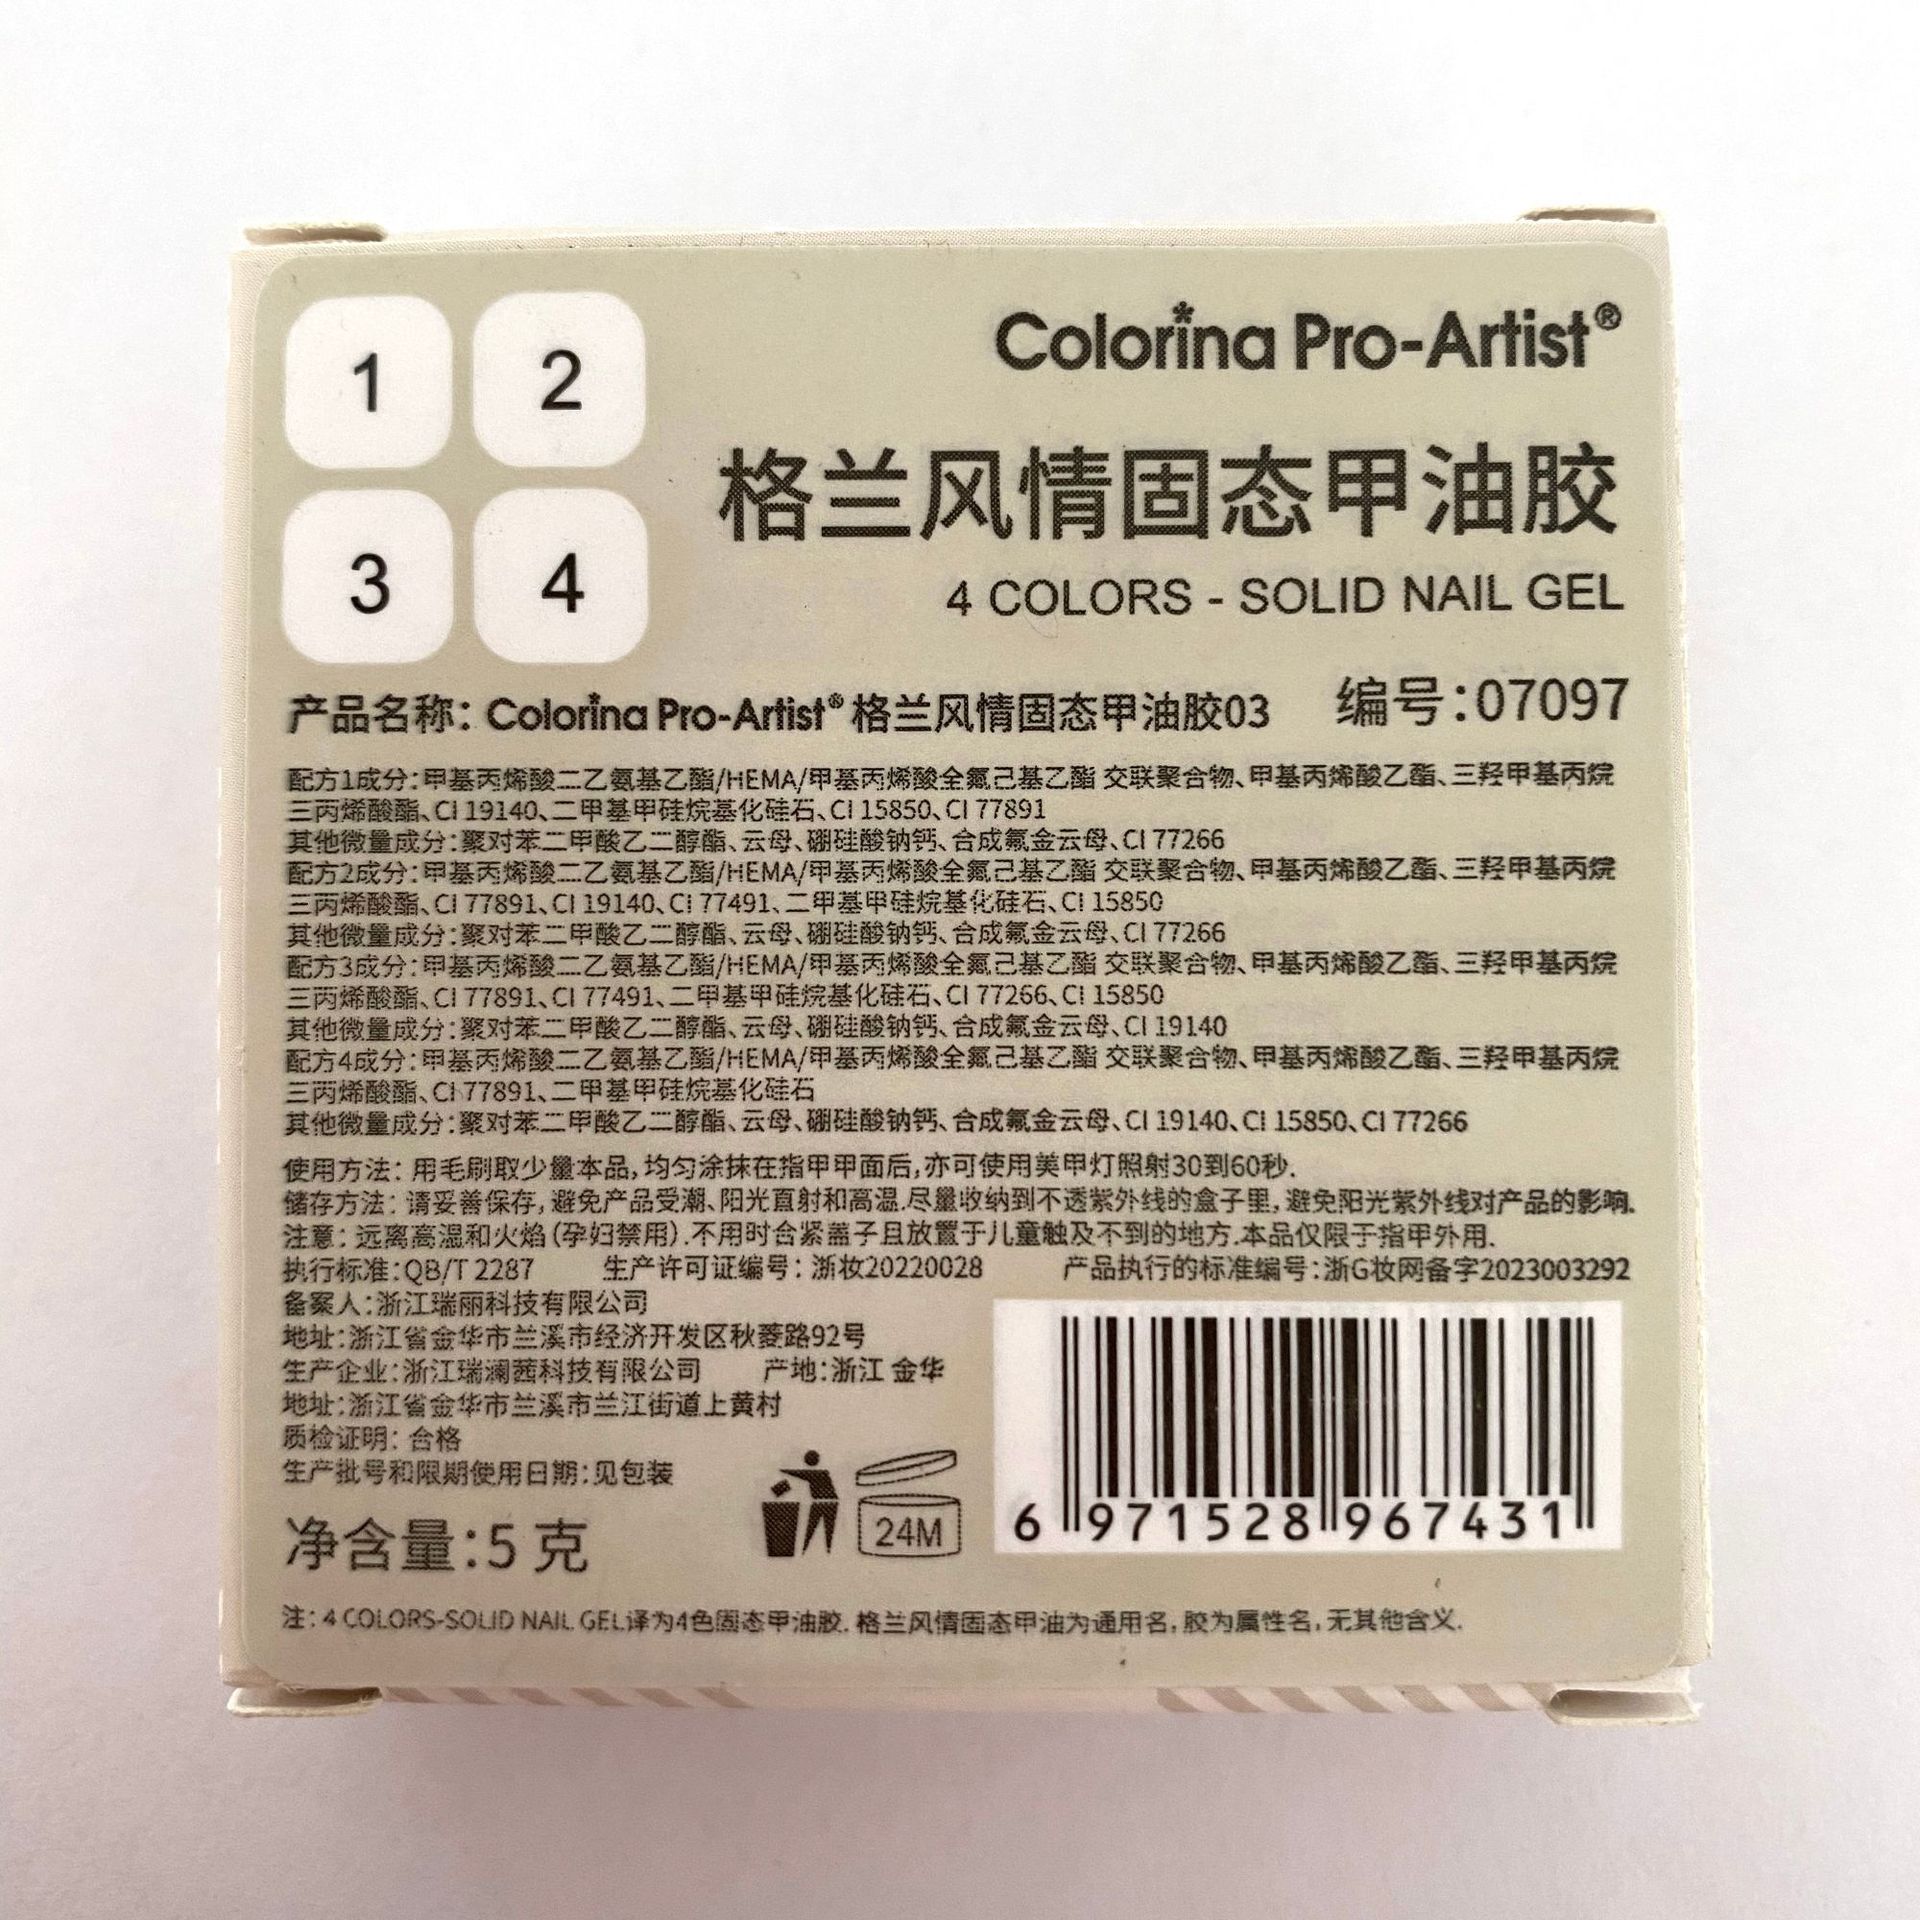 1 2
3 4
Colorina Pro-Artist®
格兰风情固态甲油胶
4 COLORS - SOLID NAIL GEL
产品名称：Colorina Pro-Artist®格兰风情固态甲油胶03
编号：07097
配方1成分：甲基丙烯酸二乙氨基乙酯/HEMA/甲基丙烯酸全氟己基乙酯 交联聚合物、甲基丙烯酸乙酯、三羟甲基丙烷
三丙烯酸酯、CI 19140、二甲基甲硅烷基化硅石、CI 15850、CI 77891
其他微量成分：聚对苯二甲酸乙二醇酯、云母、硼硅酸钠钙、合成氟金云母、CI 77266
配方2成分：甲基丙烯酸二乙氨基乙酯/HEMA/甲基丙烯酸全氟己基乙酯 交联聚合物、甲基丙烯酸乙酯、三羟甲基丙烷
三丙烯酸酯、CI 77891、CI 19140、CI 77491、二甲基甲硅烷基化硅石、CI 15850
其他微量成分：聚对苯二甲酸乙二醇酯、云母、硼硅酸钠钙、合成氟金云母、CI 77266
配方3成分：甲基丙烯酸二乙氨基乙酯/HEMA/甲基丙烯酸全氟己基乙酯 交联聚合物、甲基丙烯酸乙酯、三羟甲基丙烷
三丙烯酸酯、CI 77891、CI 77491、二甲基甲硅烷基化硅石、CI 77266、CI 15850
其他微量成分：聚对苯二甲酸乙二醇酯、云母、硼硅酸钠钙、合成氟金云母、CI 19140
配方4成分：甲基丙烯酸二乙氨基乙酯/HEMA/甲基丙烯酸全氟己基乙酯 交联聚合物、甲基丙烯酸乙酯、三羟甲基丙烷
三丙烯酸酯、CI 77891、二甲基甲硅烷基化硅石
其他微量成分：聚对苯二甲酸乙二醇酯、云母、硼硅酸钠钙、合成氟金云母、CI 19140、CI 15850、CI 77266
使用方法：用毛刷取少量本品,均匀涂抹在指甲甲面后,亦可使用美甲灯照射30到60秒.
储存方法：请妥善保存,避免产品受潮、阳光直射和高温.尽量收纳到不透紫外线的盒子里,避免阳光紫外线对产品的影响.
注意：远离高温和火焰(孕妇禁用).不用时合紧盖子且放置于儿童触及不到的地方.本品仅限于指甲外用.
执行标准：QB/T 2287 生产许可证编号：浙妆20220028 产品执行的标准编号：浙G妆网备字2023003292
备案人：浙江瑞丽科技有限公司
地址：浙江省金华市兰溪市经济开发区秋菱路92号
生产企业：浙江瑞澜茜科技有限公司 产地：浙江 金华
地址：浙江省金华市兰溪市兰江街道上黄村
质检证明：合格
生产批号和限期使用日期：见包装
净含量：5 克
24M
6 971528 967431
注：4 COLORS-SOLID NAIL GEL译为4色固态甲油胶. 格兰风情固态甲油为通用名, 胶为属性名, 无其他含义.